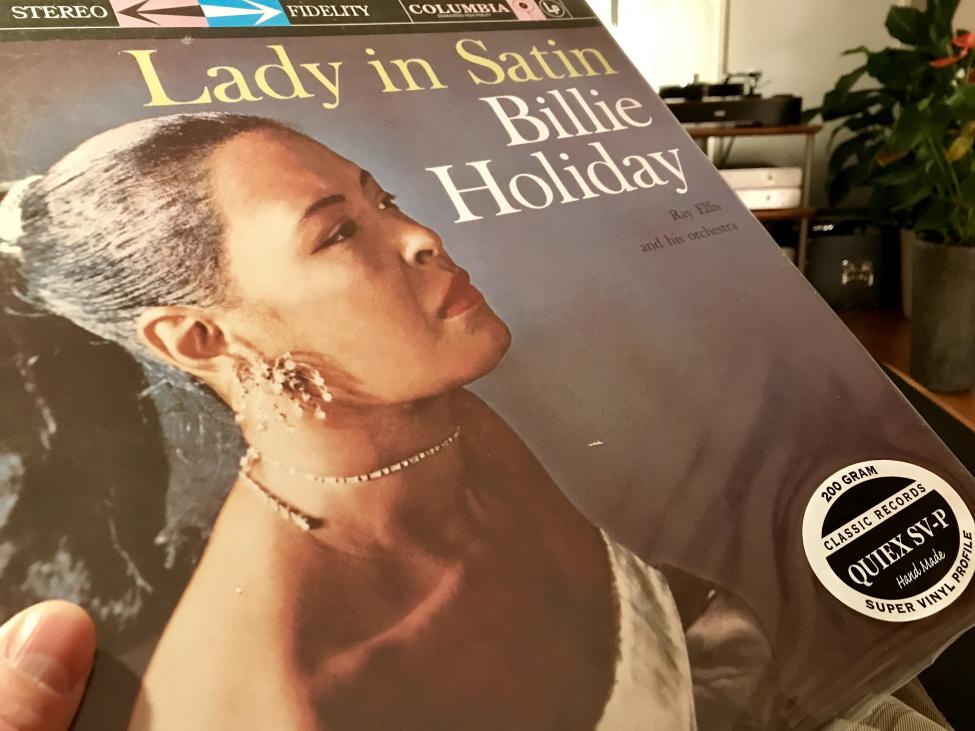 STEREO FIDELITY COLUMBIA LP
Lady in Satin
Billie
Holiday
Ray Ellis
and his orchestra
200 GRAM
CLASSIC RECORDS
QUIEX SV-P
Hand Made
SUPER VINYL PROFILE